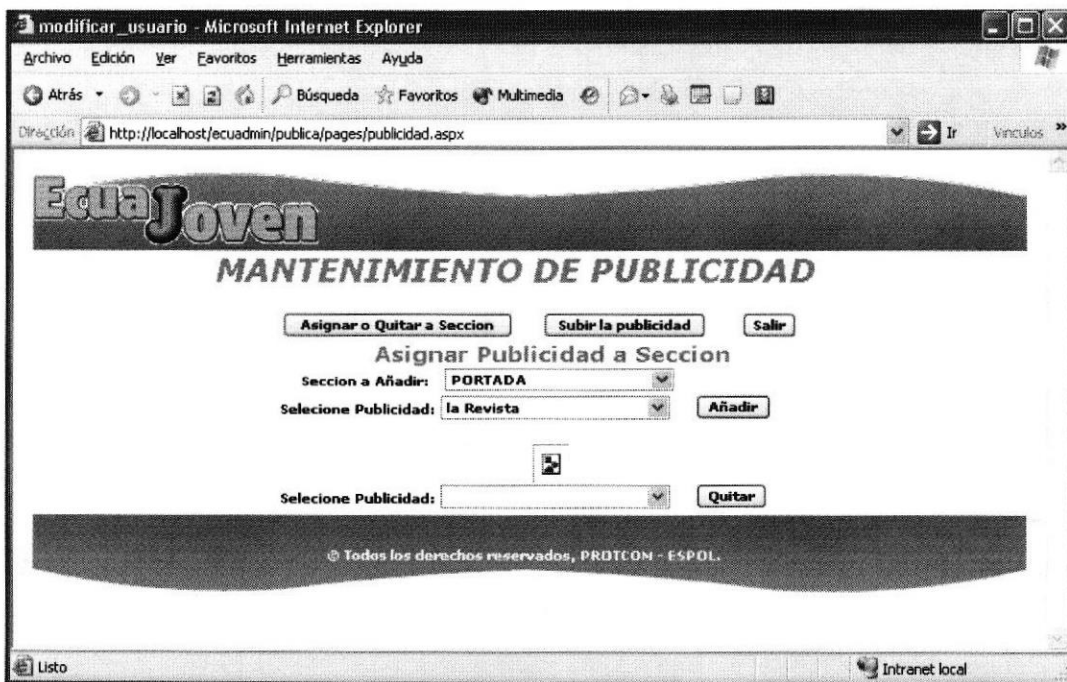 modificar_usuario - Microsoft Internet Explorer
Archivo Edición Ver Favoritos Herramientas Ayuda
Atrás Búsqueda Favoritos Multimedia
Dirección http://localhost/ecuadmin/publica/pages/publicidad.aspx Ir Vínculos »
EcuaJoven
MANTENIMIENTO DE PUBLICIDAD
Asignar o Quitar a Seccion Subir la publicidad Salir
Asignar Publicidad a Seccion
Seccion a Añadir: PORTADA
Selecione Publicidad: la Revista Añadir
Selecione Publicidad: Quitar
© Todos los derechos reservados, PROTCOM - ESPOL.
Listo Intranet local